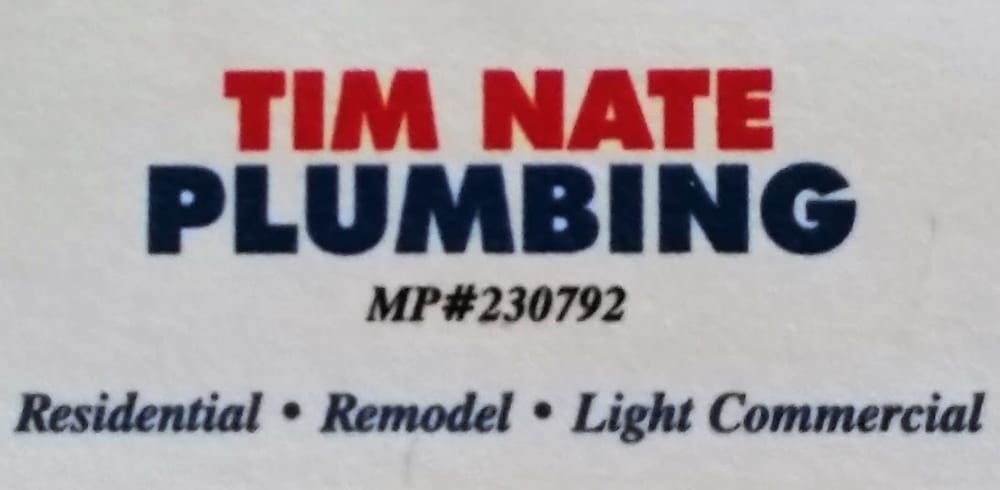 TIM NATE
PLUMBING
MP#230792
Residential • Remodel • Light Commercial